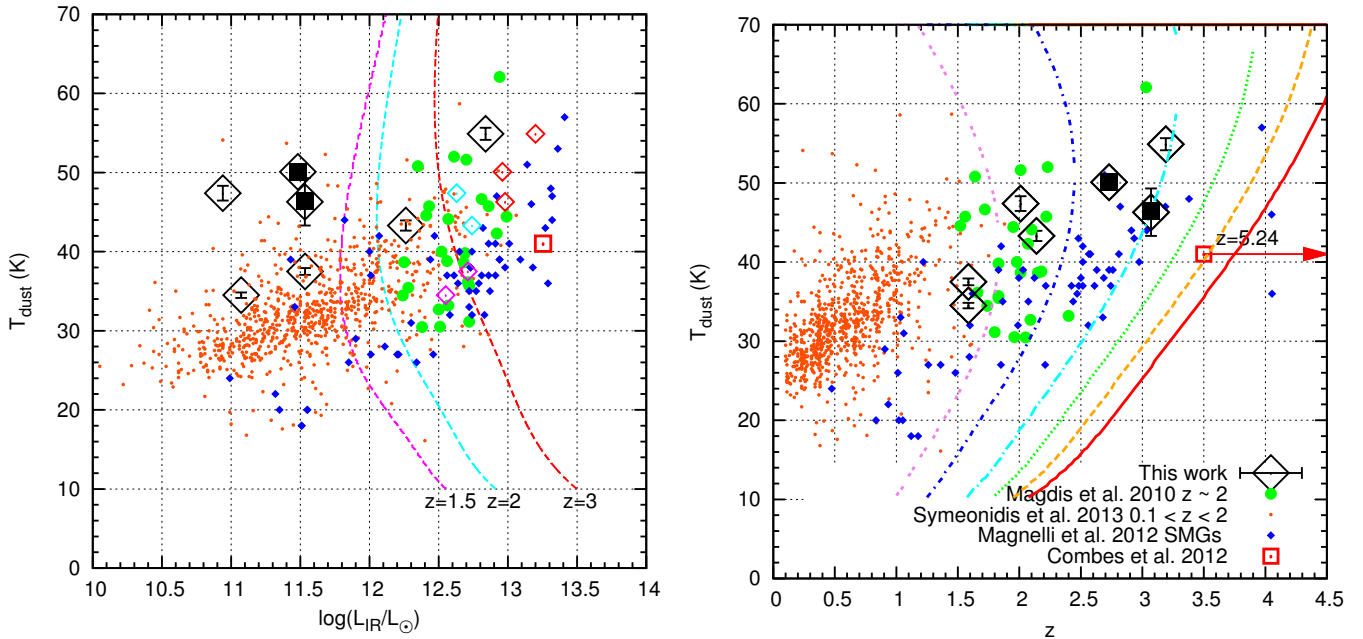 70
60
50
40
30
20
10
0
T_dust (K)
z=1.5
z=2
z=3
10
10.5
11
11.5
12
12.5
13
13.5
14
log(L_IR/L_⊙)
70
60
50
40
30
20
10
0
T_dust (K)
z=5.24
This work
Magdis et al. 2010 z ~ 2
Symeonidis et al. 2013 0.1 < z < 2
Magnelli et al. 2012 SMGs
Combes et al. 2012
0
0.5
1
1.5
2
2.5
3
3.5
4
4.5
z